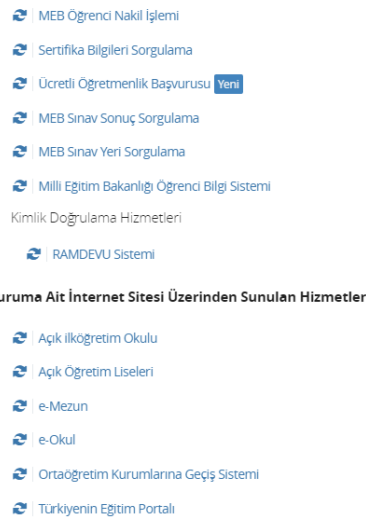 MEB Öğrenci Nakil İşlemi
Sertifika Bilgileri Sorgulama
Ücretli Öğretmenlik Başvurusu Yeni
MEB Sınav Sonuç Sorgulama
MEB Sınav Yeri Sorgulama
Milli Eğitim Bakanlığı Öğrenci Bilgi Sistemi
Kimlik Doğrulama Hizmetleri
RAMDEVU Sistemi
uruma Ait İnternet Sitesi Üzerinden Sunulan Hizmetler
Açık ilköğretim Okulu
Açık Öğretim Liseleri
e-Mezun
e-Okul
Ortaöğretim Kurumlarına Geçiş Sistemi
Türkiyenin Eğitim Portalı